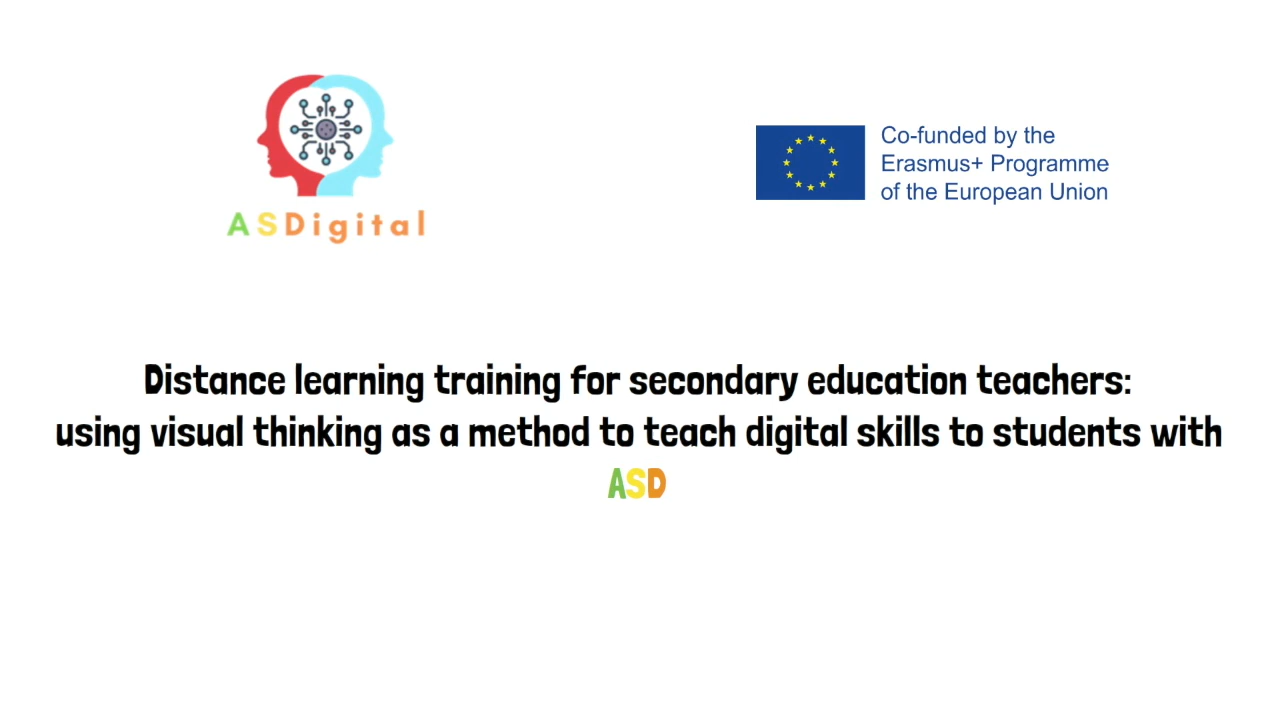 ASDigital
Co-funded by the
Erasmus+ Programme
of the European Union
Distance learning training for secondary education teachers:
using visual thinking as a method to teach digital skills to students with
ASD